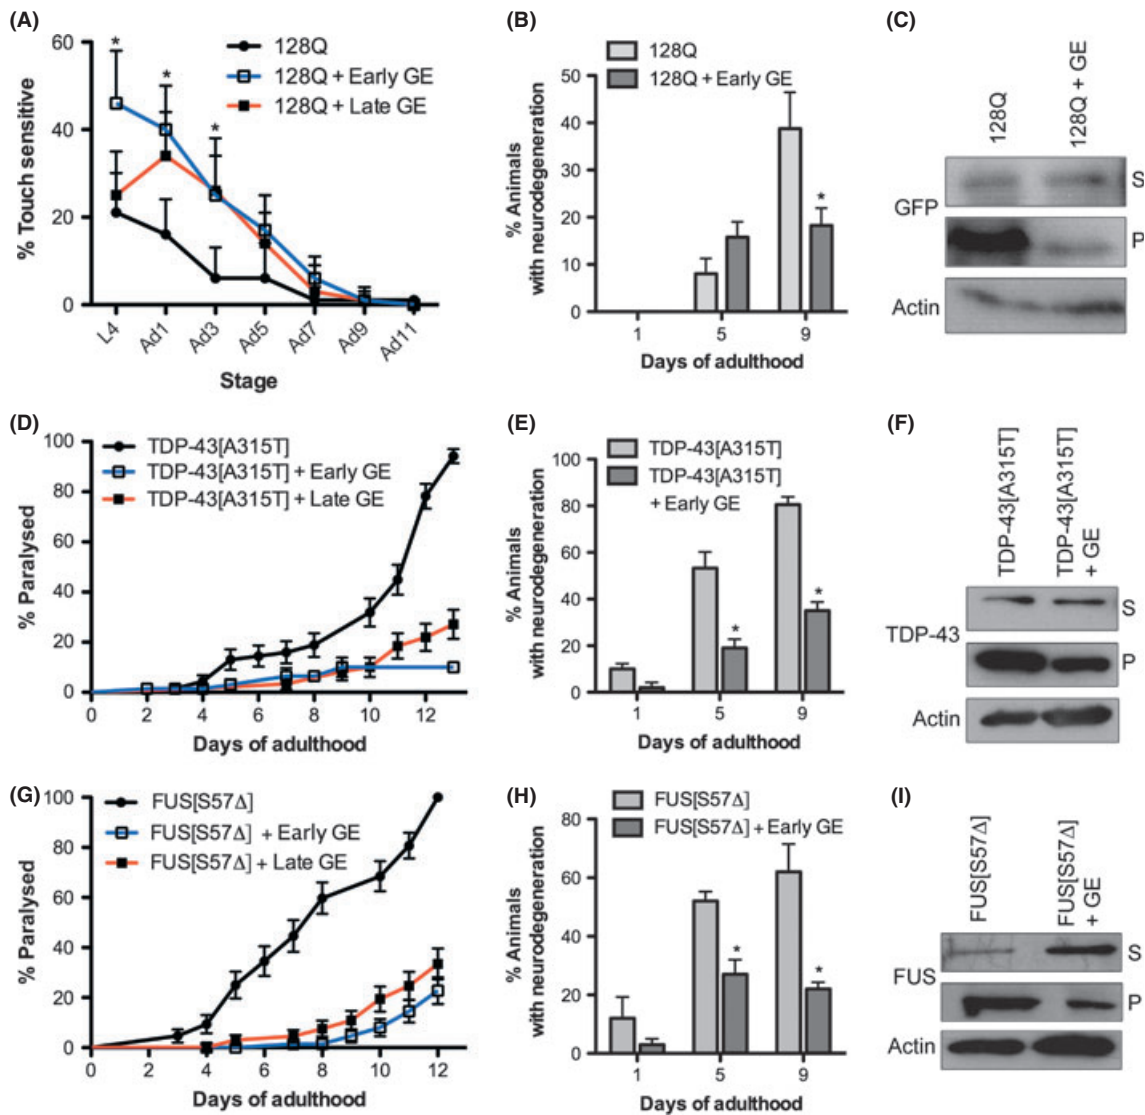 (A)
% Touch sensitive
60
40
20
0
*
*
*
128Q
128Q + Early GE
128Q + Late GE
L4
Ad1
Ad3
Ad5
Ad7
Ad9
Ad11
Stage
(B)
% Animals
with neurodegeneration
128Q
128Q + Early GE
50
40
30
20
10
0
*
1
5
9
Days of adulthood
(C)
128Q
128Q + GE
GFP
S
P
Actin
(D)
% Paralysed
100
80
60
40
20
0
TDP-43[A315T]
TDP-43[A315T] + Early GE
TDP-43[A315T] + Late GE
0
2
4
6
8
10
12
Days of adulthood
(E)
% Animals
with neurodegeneration
TDP-43[A315T]
TDP-43[A315T]
+ Early GE
100
80
60
40
20
0
*
*
1
5
9
Days of adulthood
(F)
TDP-43[A315T]
TDP-43[A315T]
+ GE
TDP-43
S
P
Actin
(G)
% Paralysed
100
80
60
40
20
0
FUS[S57Δ]
FUS[S57Δ] + Early GE
FUS[S57Δ] + Late GE
0
2
4
6
8
10
12
Days of adulthood
(H)
% Animals
with neurodegeneration
FUS[S57Δ]
FUS[S57Δ] + Early GE
80
60
40
20
0
*
*
1
5
9
Days of adulthood
(I)
FUS[S57Δ]
FUS[S57Δ]
+ GE
FUS
S
P
Actin